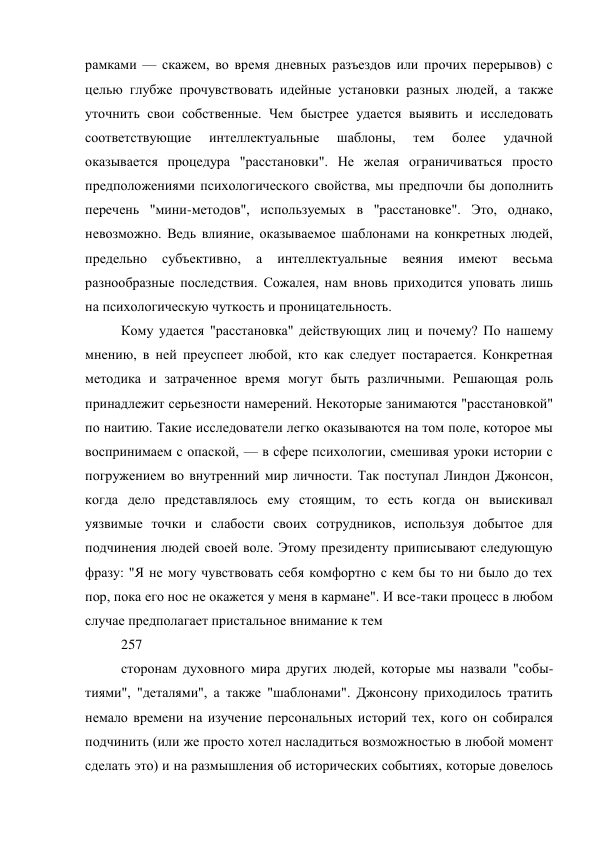 рамками — скажем, во время дневных разъездов или прочих перерывов) с
целью глубже прочувствовать идейные установки разных людей, а также
уточнить свои собственные. Чем быстрее удается выявить и исследовать
соответствующие интеллектуальные шаблоны, тем более удачной
оказывается процедура "расстановки". Не желая ограничиваться просто
предположениями психологического свойства, мы предпочли бы дополнить
перечень "мини-методов", используемых в "расстановке". Это, однако,
невозможно. Ведь влияние, оказываемое шаблонами на конкретных людей,
предельно субъективно, а интеллектуальные веяния имеют весьма
разнообразные последствия. Сожалея, нам вновь приходится уповать лишь
на психологическую чуткость и проницательность.
Кому удается "расстановка" действующих лиц и почему? По нашему
мнению, в ней преуспеет любой, кто как следует постарается. Конкретная
методика и затраченное время могут быть различными. Решающая роль
принадлежит серьезности намерений. Некоторые занимаются "расстановкой"
по наитию. Такие исследователи легко оказываются на том поле, которое мы
воспринимаем с опаской, — в сфере психологии, смешивая уроки истории с
погружением во внутренний мир личности. Так поступал Линдон Джонсон,
когда дело представлялось ему стоящим, то есть когда он выискивал
уязвимые точки и слабости своих сотрудников, используя добытое для
подчинения людей своей воле. Этому президенту приписывают следующую
фразу: "Я не могу чувствовать себя комфортно с кем бы то ни было до тех
пор, пока его нос не окажется у меня в кармане". И все-таки процесс в любом
случае предполагает пристальное внимание к тем
257
сторонам духовного мира других людей, которые мы назвали "собы-
тиями", "деталями", а также "шаблонами". Джонсону приходилось тратить
немало времени на изучение персональных историй тех, кого он собирался
подчинить (или же просто хотел насладиться возможностью в любой момент
сделать это) и на размышления об исторических событиях, которые довелось